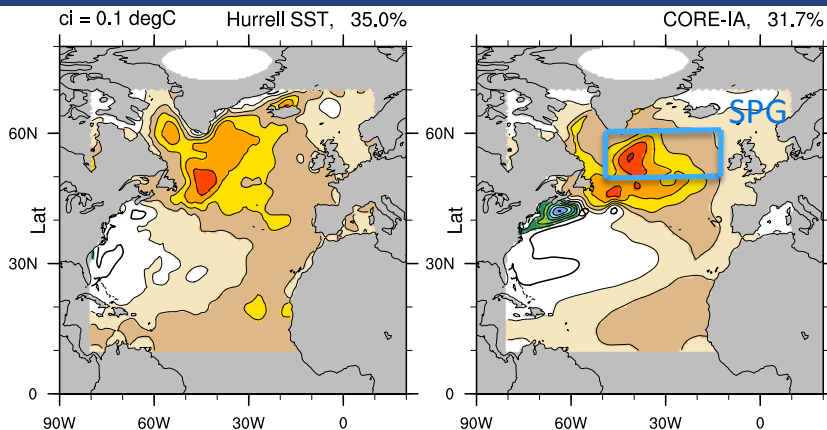 ci = 0.1 degC Hurrell SST, 35.0%
CORE-IA, 31.7%
SPG
60N
30N
0
Lat
90W 60W 30W 0
60N
30N
0
Lat
90W 60W 30W 0